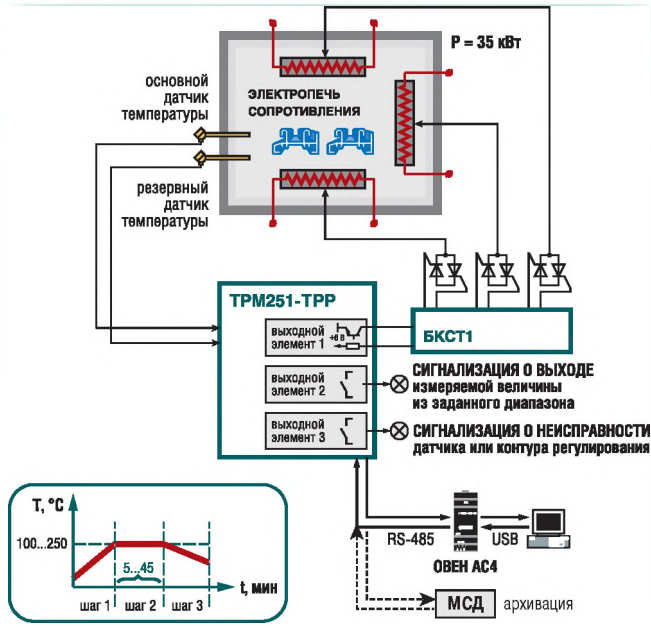 P = 35 кВт
основной
датчик
температуры
ЭЛЕКТРОПЕЧЬ
СОПРОТИВЛЕНИЯ
резервный
датчик
температуры
ТРМ251-ТРР
выходной
элемент 1
+6 В
БКСТ1
выходной
элемент 2
СИГНАЛИЗАЦИЯ О ВЫХОДЕ
измеряемой величины
из заданного диапазона
выходной
элемент 3
СИГНАЛИЗАЦИЯ О НЕИСПРАВНОСТИ
датчика или контура регулирования
T, °C
100...250
5...45
t, мин
шаг 1
шаг 2
шаг 3
RS-485
USB
ОВЕН АС4
МСД
архивация